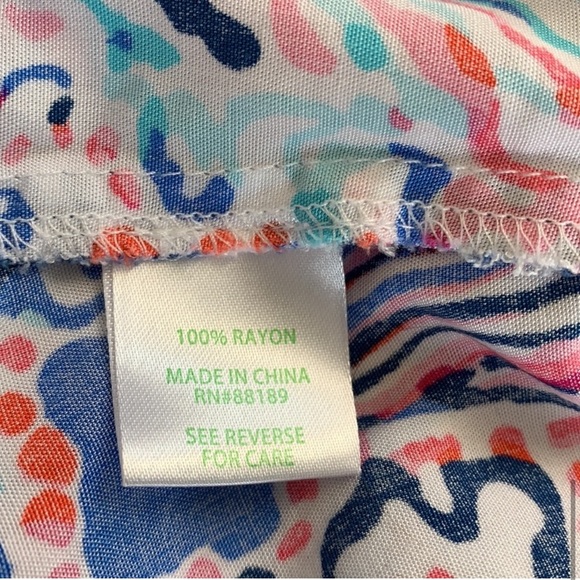 100% RAYON
MADE IN CHINA
RN#88189
SEE REVERSE
FOR CARE